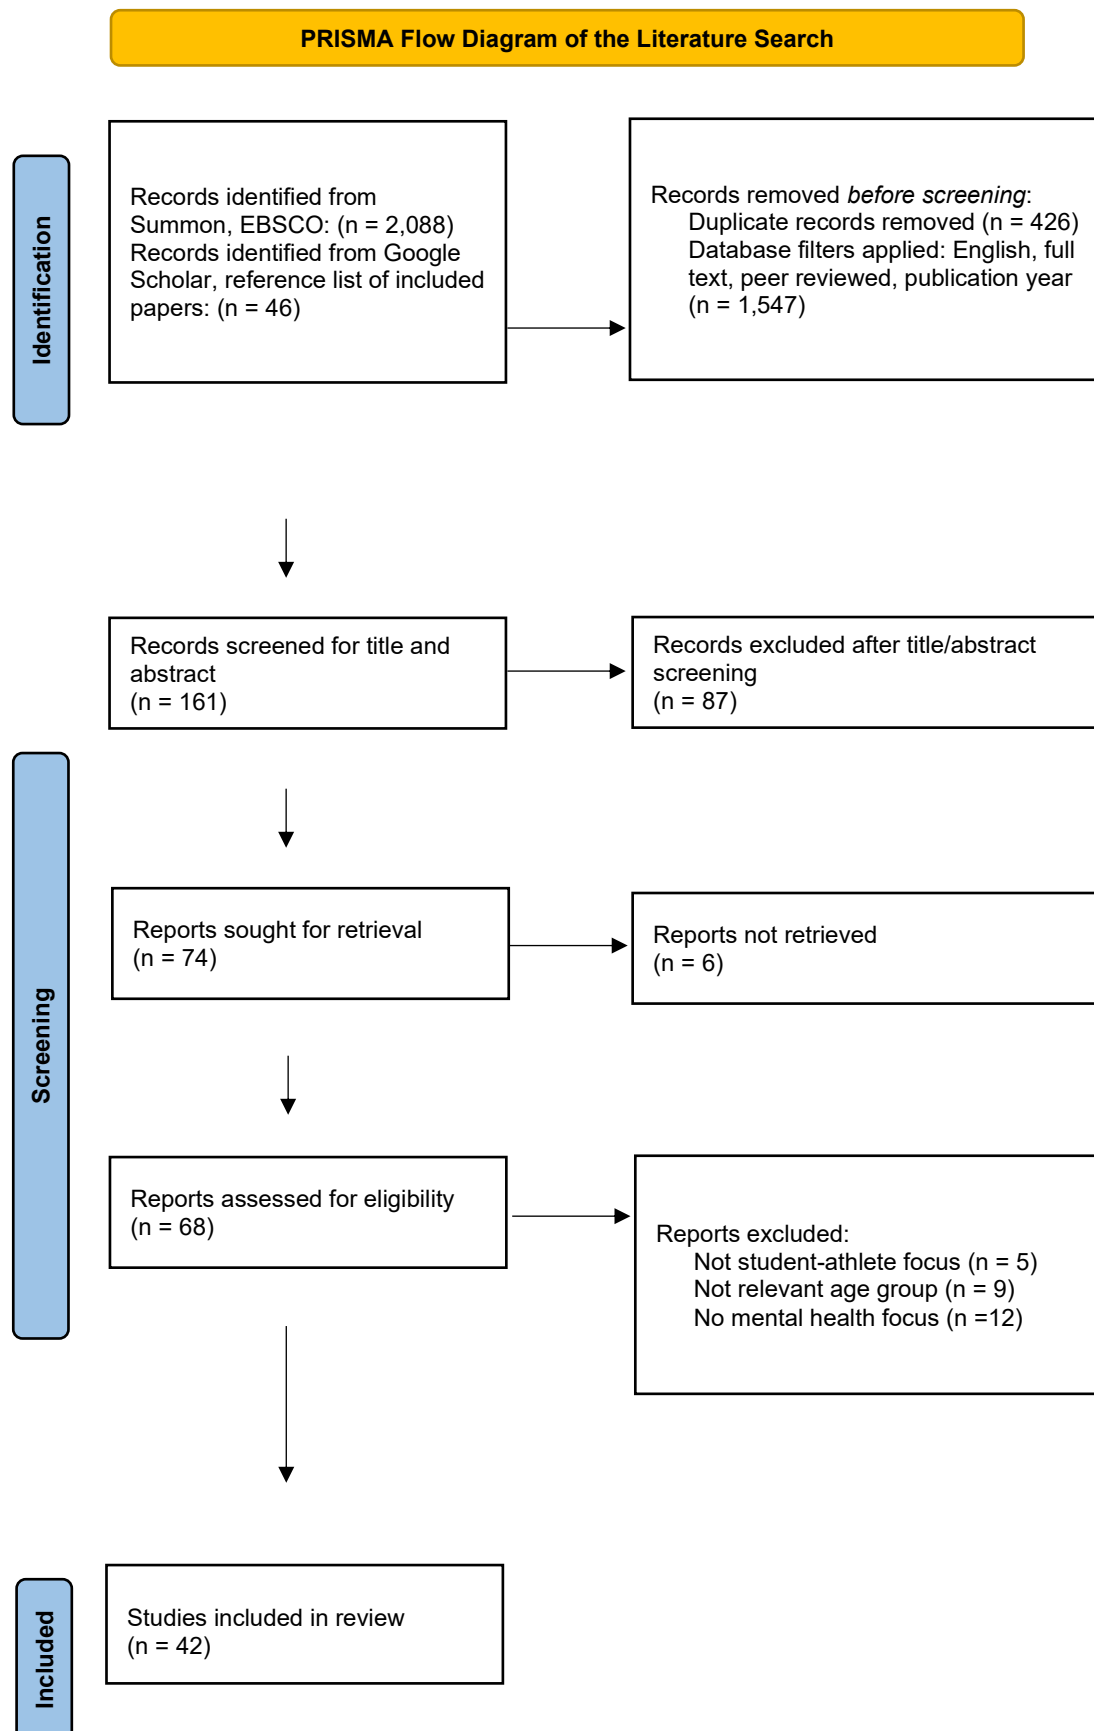 PRISMA Flow Diagram of the Literature Search
Identification
Records identified from
Summon, EBSCO: (n = 2,088)
Records identified from Google
Scholar, reference list of included
papers: (n = 46)
Records removed before screening:
Duplicate records removed (n = 426)
Database filters applied: English, full
text, peer reviewed, publication year
(n = 1,547)
Records screened for title and
abstract
(n = 161)
Records excluded after title/abstract
screening
(n = 87)
Screening
Reports sought for retrieval
(n = 74)
Reports not retrieved
(n = 6)
Reports assessed for eligibility
(n = 68)
Reports excluded:
Not student-athlete focus (n = 5)
Not relevant age group (n = 9)
No mental health focus (n =12)
Included
Studies included in review
(n = 42)